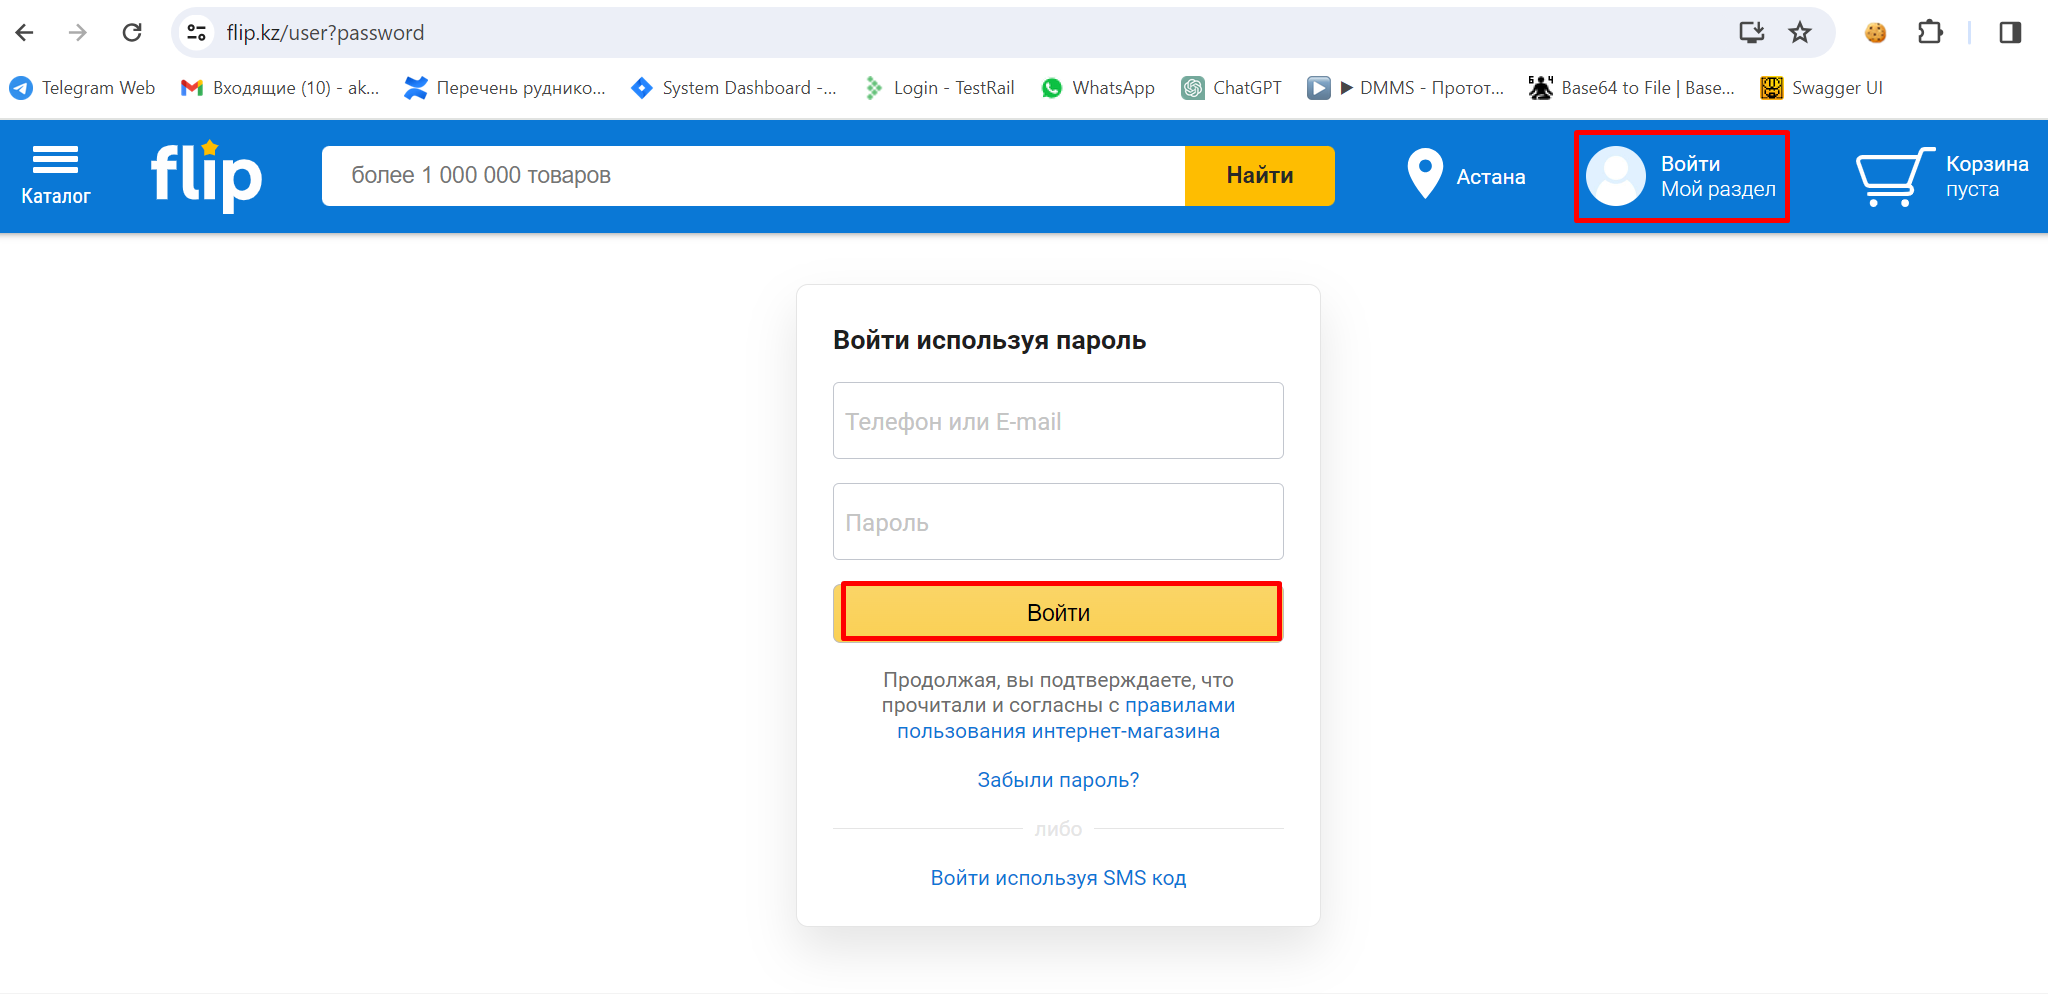 flip.kz/user?password
Telegram Web
Входящие (10) - ak...
Перечень руднико...
System Dashboard -...
Login - TestRail
WhatsApp
ChatGPT
DMMS - Протот...
Base64 to File | Base...
Swagger UI
Каталог
flip
более 1 000 000 товаров
Найти
Астана
Войти
Мой раздел
Корзина
пуста
Войти используя пароль
Телефон или E-mail
Пароль
Войти
Продолжая, вы подтверждаете, что
прочитали и согласны с правилами
пользования интернет-магазина
Забыли пароль?
либо
Войти используя SMS код